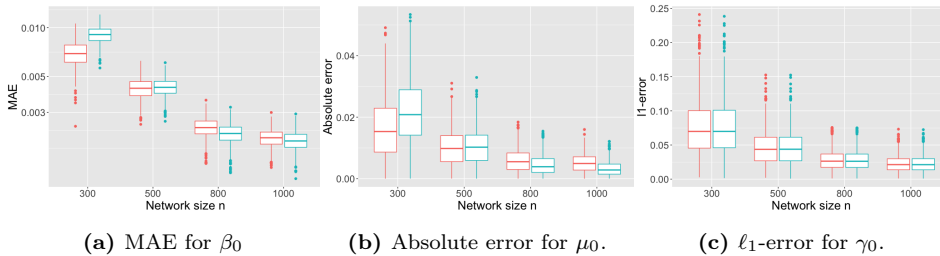 MAE
0.010
0.005
0.003
300 500 800 1000
Network size n
Absolute error
0.04
0.02
0.00
300 500 800 1000
Network size n
l1-error
0.25
0.20
0.15
0.10
0.05
0.00
300 500 800 1000
Network size n
(a) MAE for β₀
(b) Absolute error for μ₀.
(c) ℓ₁-error for γ₀.